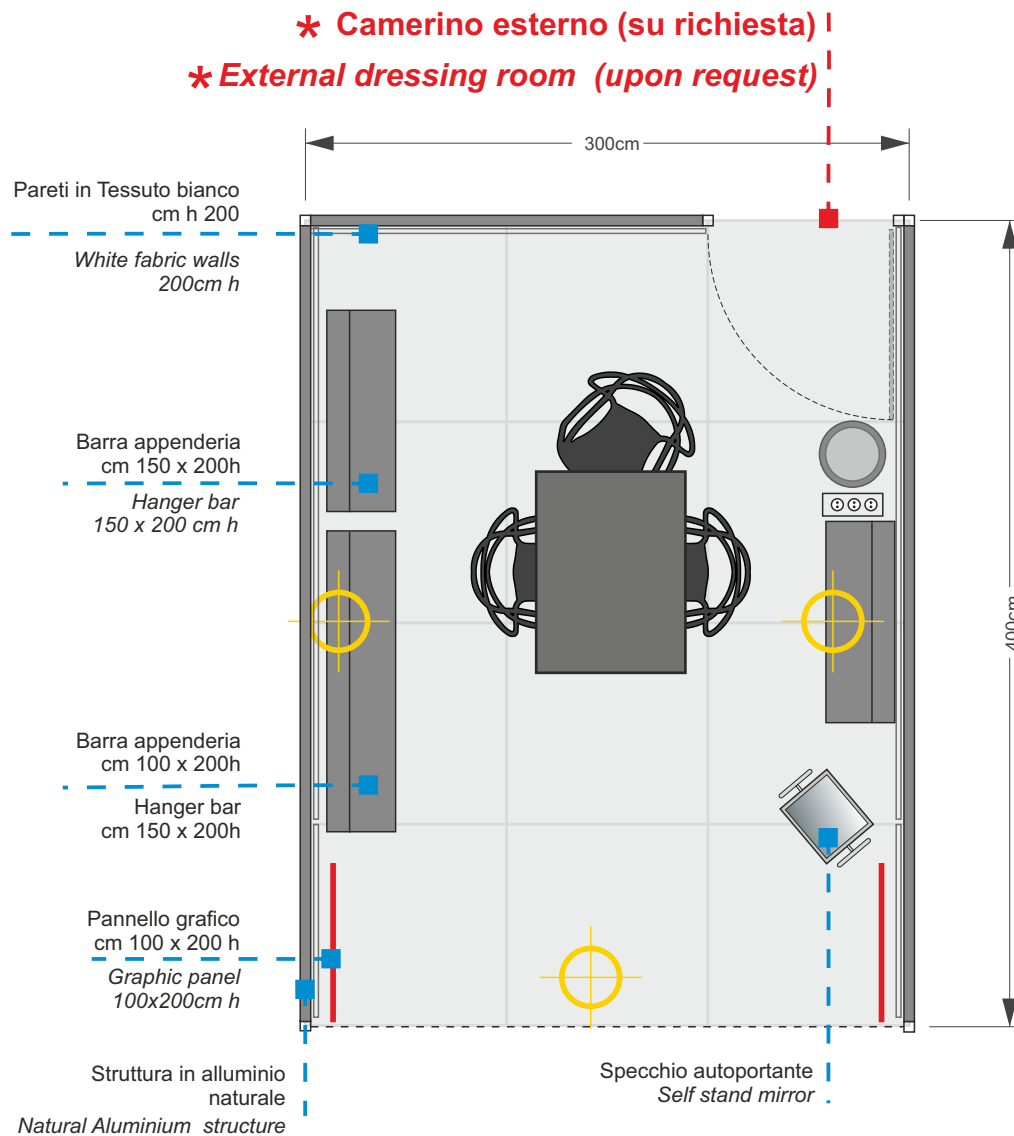 * Camerino esterno (su richiesta)
* External dressing room (upon request)
300cm
Pareti in Tessuto bianco
cm h 200
White fabric walls
200cm h
Barra appenderia
cm 150 x 200h
Hanger bar
150 x 200 cm h
400cm
Barra appenderia
cm 100 x 200h
Hanger bar
cm 150 x 200h
Pannello grafico
cm 100 x 200 h
Graphic panel
100x200cm h
Struttura in alluminio
naturale
Natural Aluminium structure
Specchio autoportante
Self stand mirror